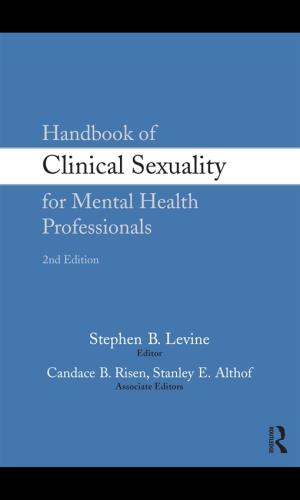 Handbook of
Clinical Sexuality
for Mental Health
Professionals
2nd Edition
Stephen B. Levine
Editor
Candace B. Risen, Stanley E. Althof
Associate Editors
ROUTLEDGE